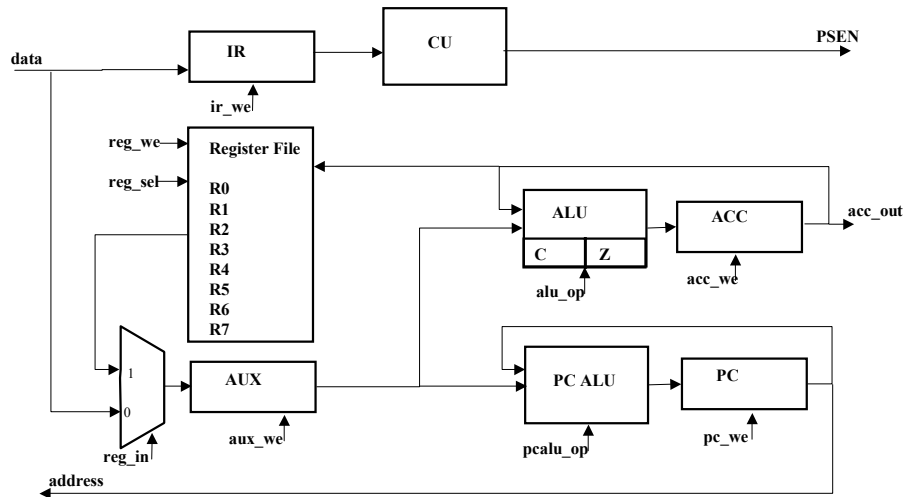 PSEN
CU
IR
data
ir_we
reg_we
Register File
reg_sel
R0
R1
R2
R3
R4
R5
R6
R7
ALU
ACC
acc_out
C
Z
alu_op
acc_we
1
0
AUX
PC ALU
PC
aux_we
pcalu_op
pc_we
reg_in
address